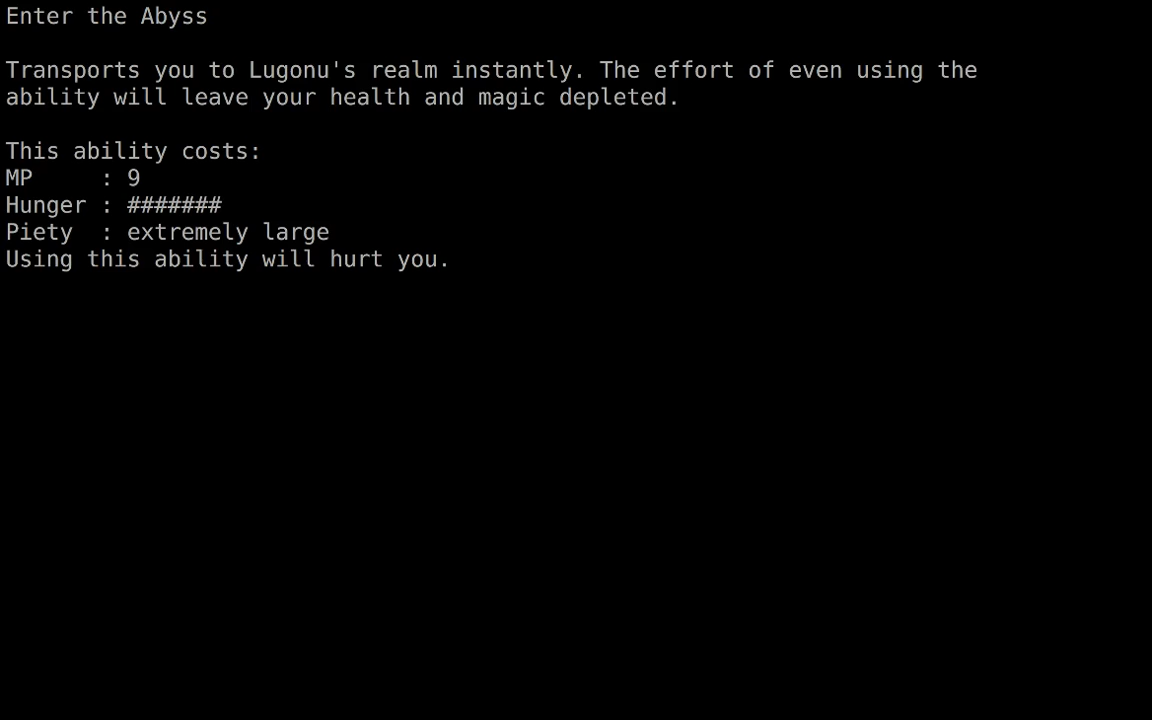 Enter the Abyss
Transports you to Lugonu's realm instantly. The effort of even using the
ability will leave your health and magic depleted.
This ability costs:
MP     : 9
Hunger : #######
Piety  : extremely large
Using this ability will hurt you.